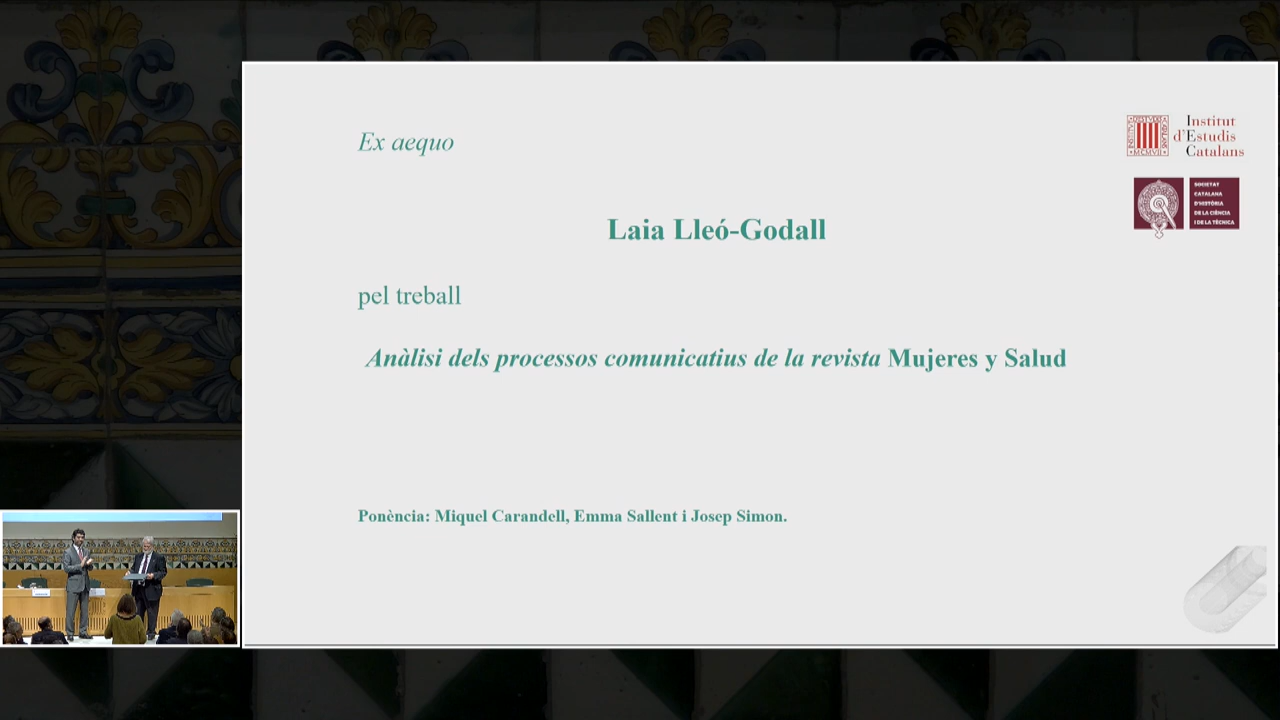 Ex aequo
Institut
d'Estudis
Catalans
SOCIETAT
CATALANA
D'HISTÒRIA
DE LA CIÈNCIA
I DE LA TÈCNICA
Laia Lleó-Godall
pel treball
Anàlisi dels processos comunicatius de la revista Mujeres y Salud
Ponència: Miquel Carandell, Emma Sallent i Josep Simon.